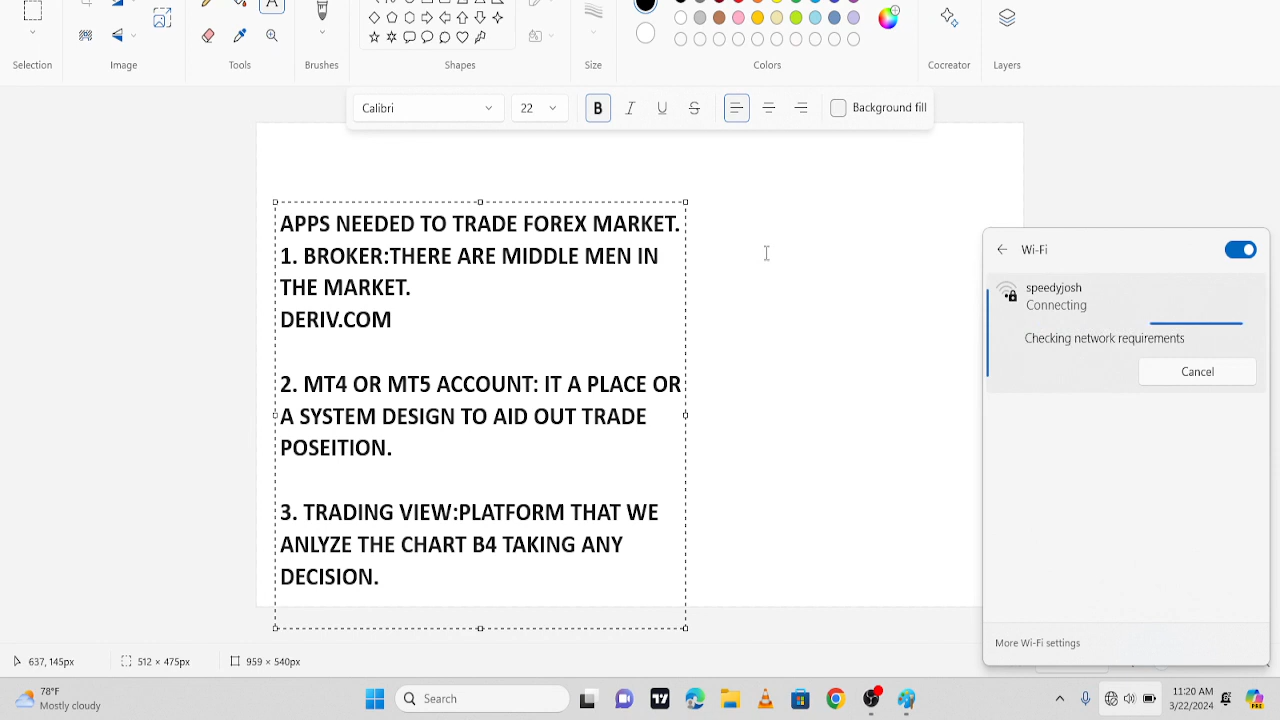 Selection
Image
Tools
Brushes
Shapes
Size
Colors
Cocreator
Layers
Calibri
22
B
I
U
S
Background fill
APPS NEEDED TO TRADE FOREX MARKET.
1. BROKER:THERE ARE MIDDLE MEN IN
THE MARKET.
DERIV.COM
2. MT4 OR MT5 ACCOUNT: IT A PLACE OR
A SYSTEM DESIGN TO AID OUT TRADE
POSEITION.
3. TRADING VIEW:PLATFORM THAT WE
ANLYZE THE CHART B4 TAKING ANY
DECISION.
Wi-Fi
speedyjosh
Connecting
Checking network requirements
Cancel
More Wi-Fi settings
637, 145px
512 × 475px
959 × 540px
78°F
Mostly cloudy
Search
11:20 AM
3/22/2024